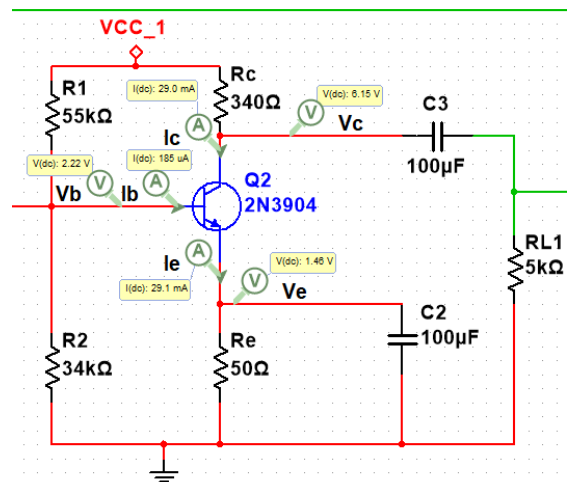 VCC_1
R1
55kΩ
Rc
340Ω
I(dc): 29.0 mA
V(dc): 6.15 V
V
A
Ic
Vc
C3
100µF
V(dc): 2.22 V
I(dc): 185 uA
V
A
Vb
Ib
Q2
2N3904
RL1
5kΩ
Ie
A
V(dc): 1.46 V
V
I(dc): 29.1 mA
Ve
R2
34kΩ
Re
50Ω
C2
100µF